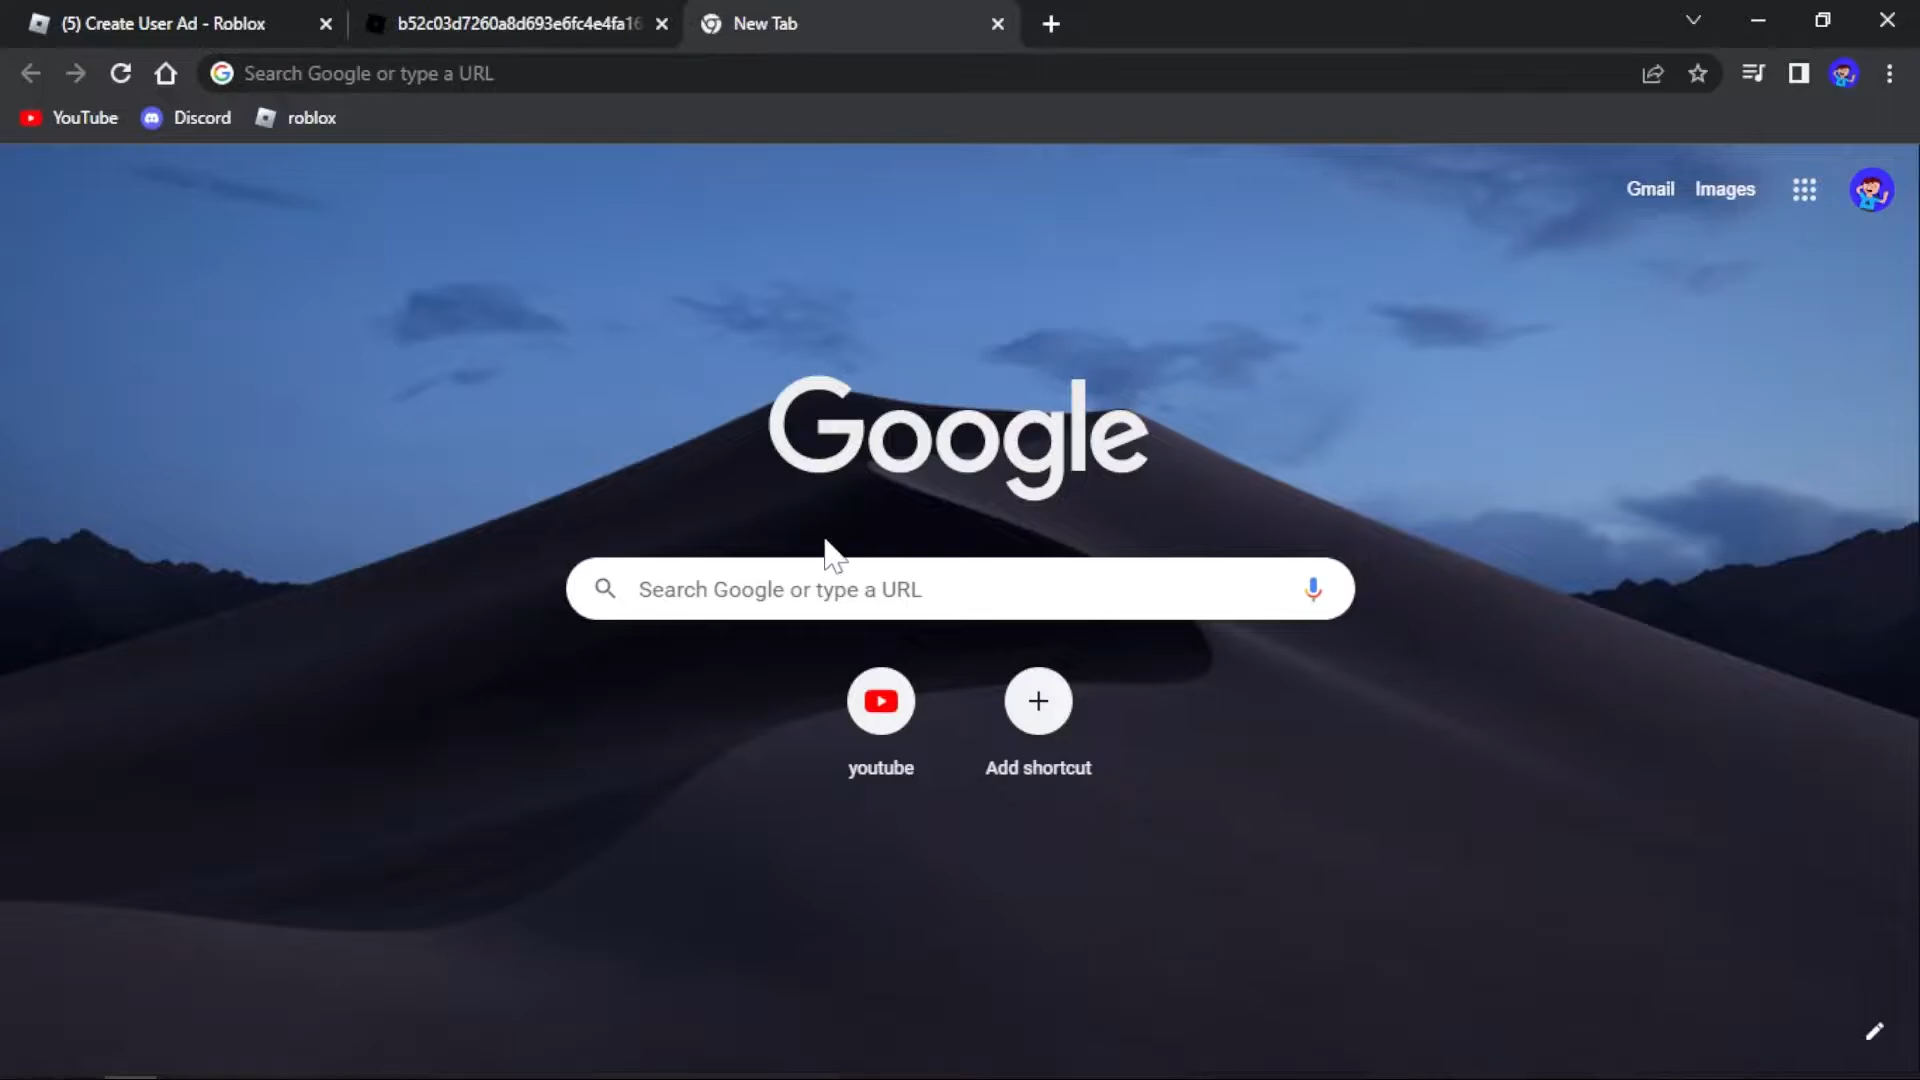 (5) Create User Ad - Roblox
b52c03d7260a8d693e6fc4e4fa16
New Tab
Search Google or type a URL
YouTube
Discord
roblox
Gmail
Images
Google
Search Google or type a URL
youtube
Add shortcut